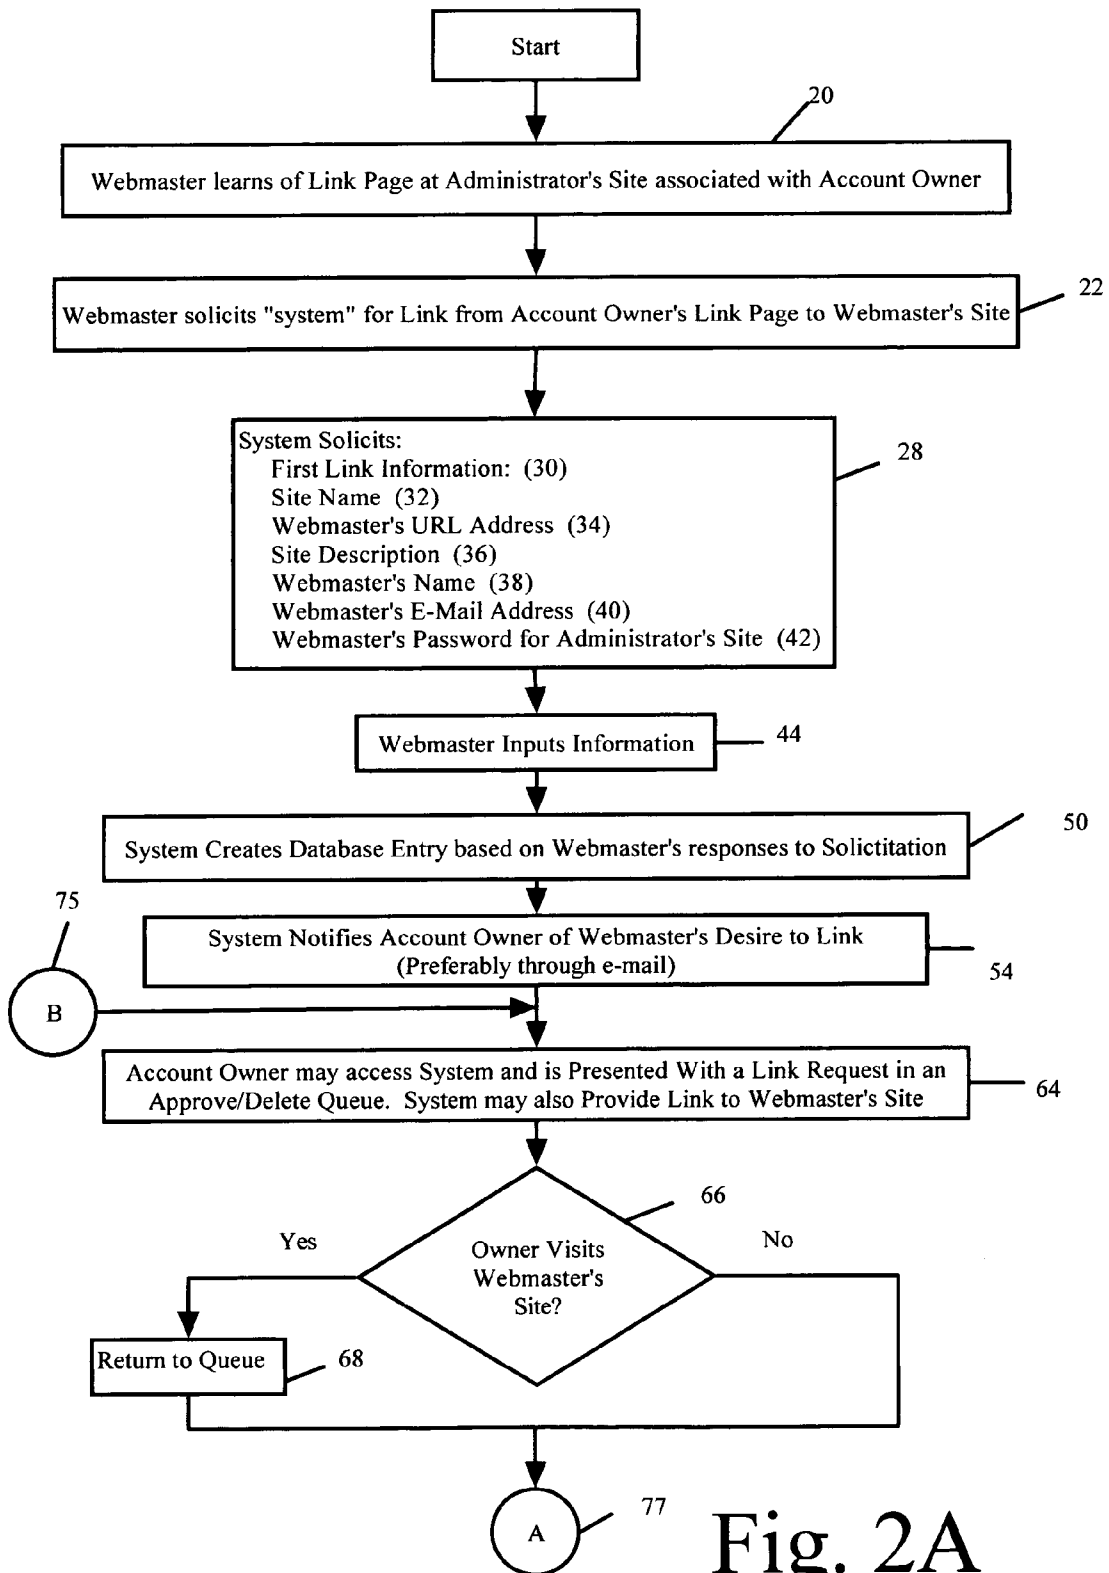 Start
20
Webmaster learns of Link Page at Administrator's Site associated with Account Owner
22
Webmaster solicits "system" for Link from Account Owner's Link Page to Webmaster's Site
System Solicits:
First Link Information: (30)
Site Name (32)
Webmaster's URL Address (34)
Site Description (36)
Webmaster's Name (38)
Webmaster's E-Mail Address (40)
Webmaster's Password for Administrator's Site (42)
28
Webmaster Inputs Information
44
System Creates Database Entry based on Webmaster's responses to Solictitation
50
75
System Notifies Account Owner of Webmaster's Desire to Link
(Preferably through e-mail)
54
B
Account Owner may access System and is Presented With a Link Request in an
Approve/Delete Queue. System may also Provide Link to Webmaster's Site
64
66
Yes
No
Owner Visits
Webmaster's
Site?
Return to Queue
68
A
77
Fig. 2A